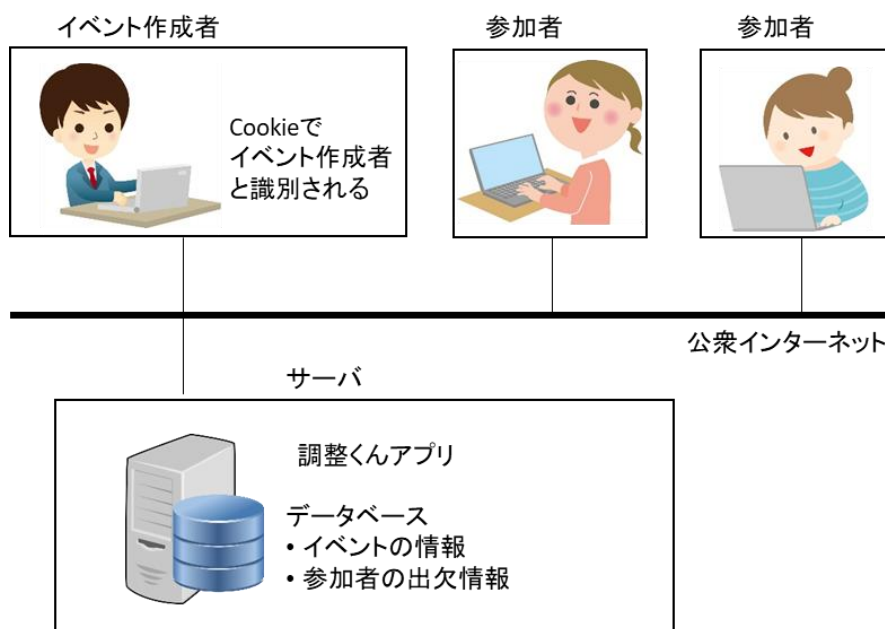 イベント作成者
参加者
参加者
Cookieで
イベント作成者
と識別される
公衆インターネット
サーバ
調整くんアプリ
データベース
• イベントの情報
• 参加者の出欠情報